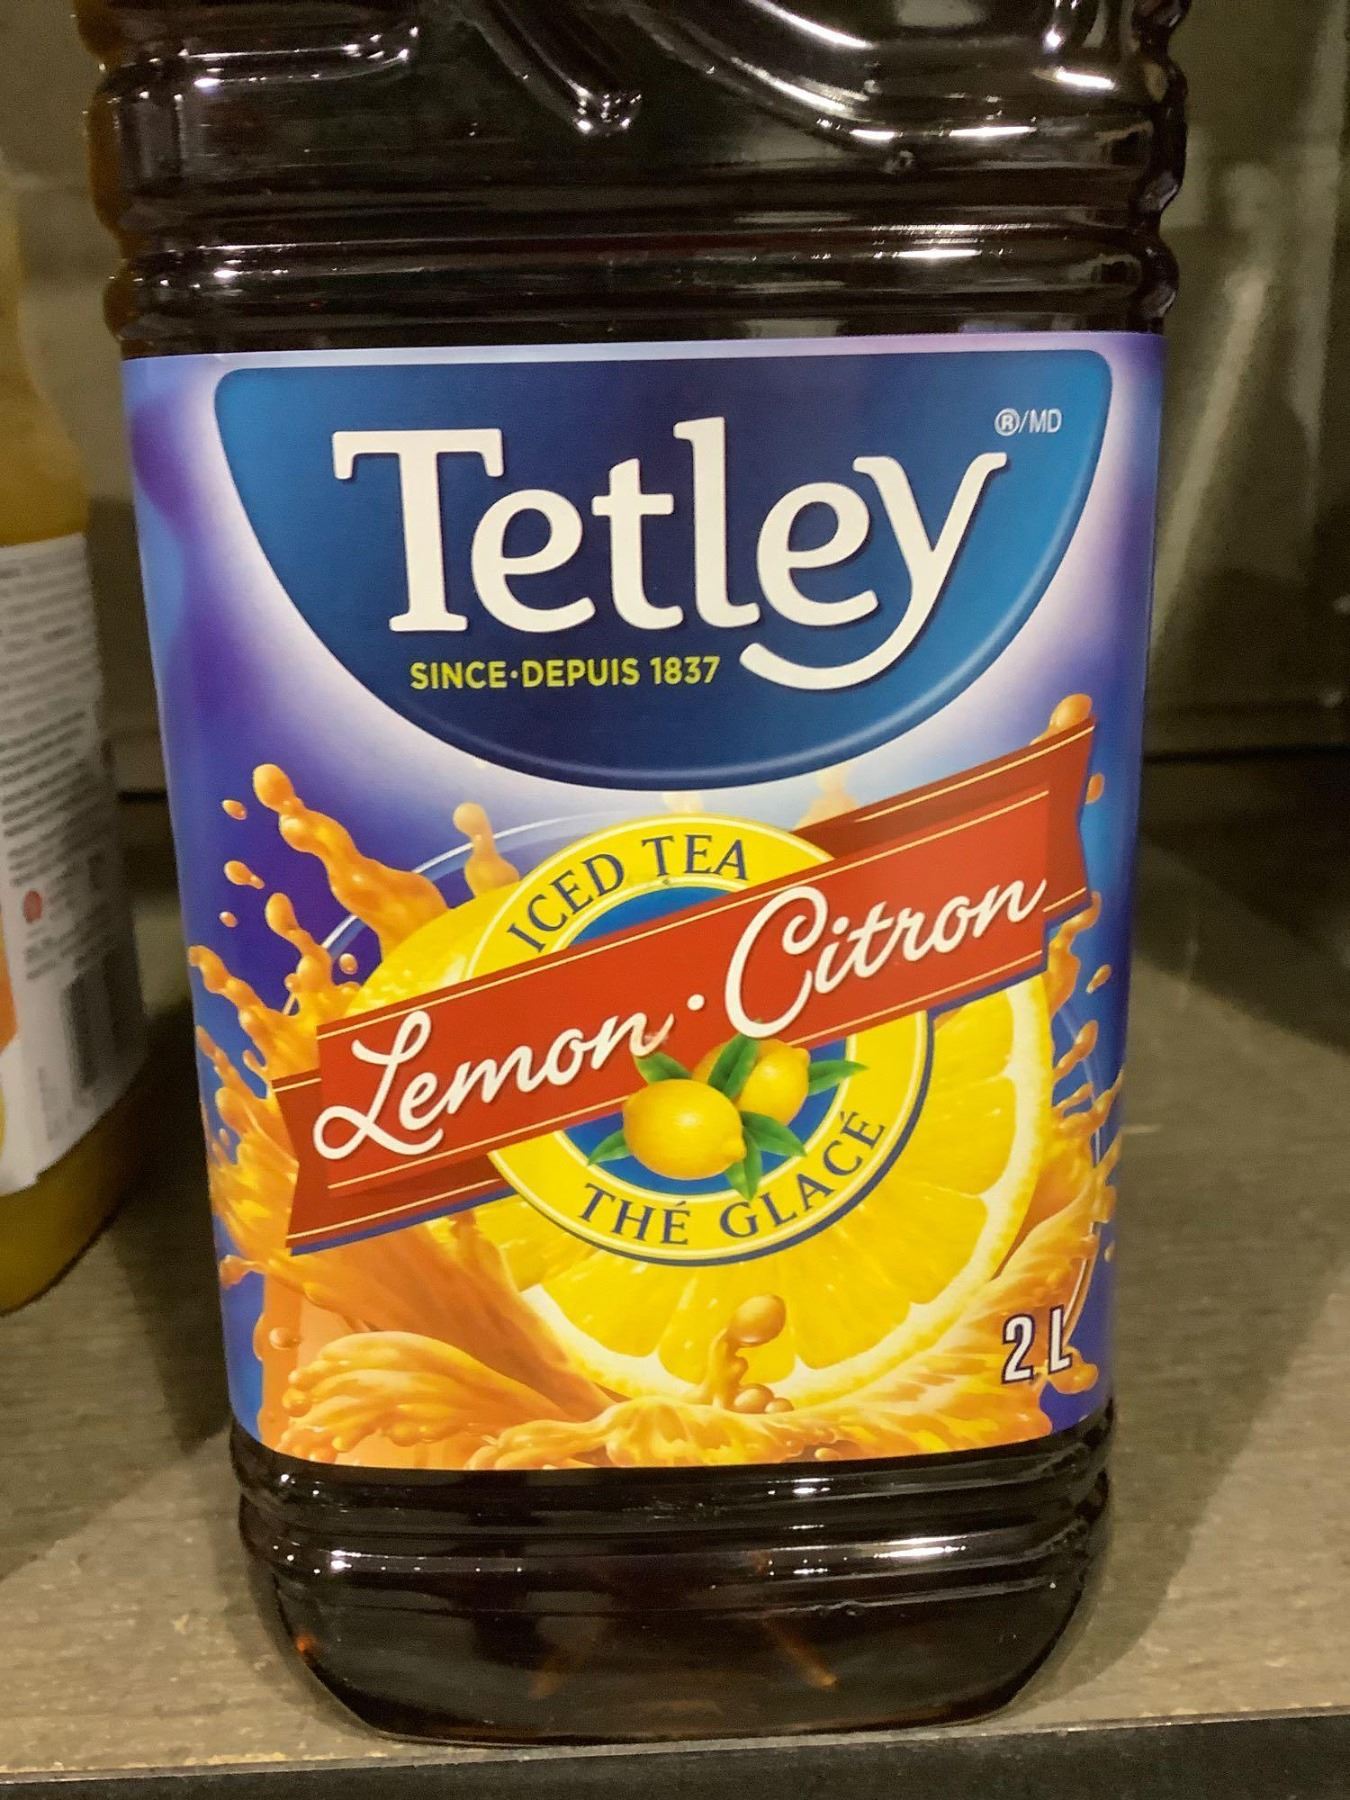 Tetley ®/MD
SINCE·DEPUIS 1837
ICED TEA
Lemon · Citron
THÉ GLACÉ
2 L